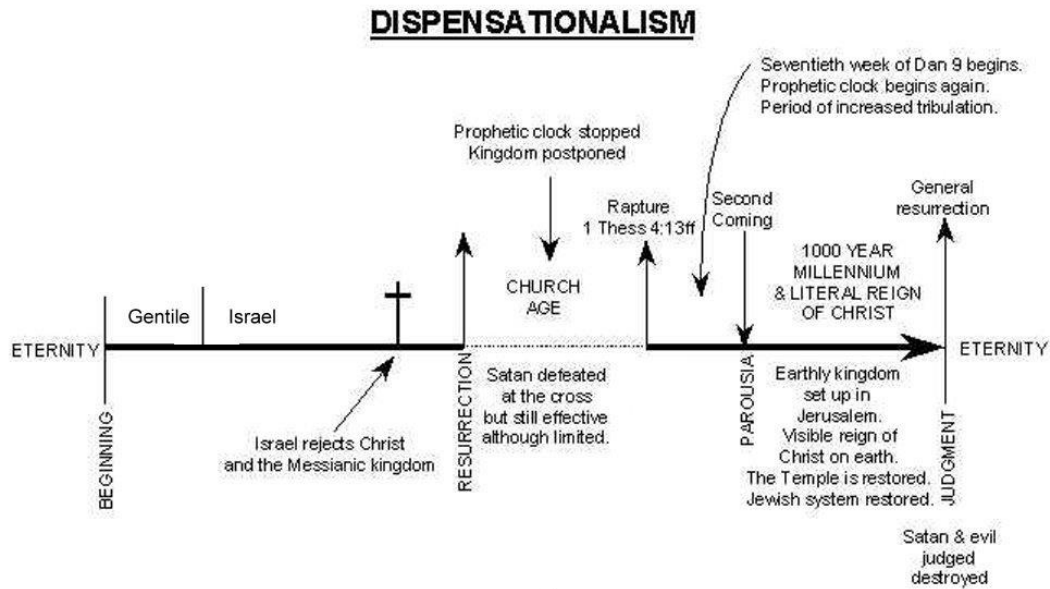 DISPENSATIONALISM
Seventieth week of Dan 9 begins.
Prophetic clock begins again.
Period of increased tribulation.
Prophetic clock stopped
Kingdom postponed
Rapture
1 Thess 4:13ff
Second
Coming
General
resurrection
1000 YEAR
MILLENNIUM
& LITERAL REIGN
OF CHRIST
CHURCH
AGE
Gentile
Israel
ETERNITY
ETERNITY
BEGINNING
Israel rejects Christ
and the Messianic kingdom
RESURRECTION
Satan defeated
at the cross
but still effective
although limited.
PAROUSIA
Earthly kingdom
set up in
Jerusalem.
Visible reign of
Christ on earth.
The Temple is restored.
Jewish system restored.
JUDGMENT
Satan & evil
judged
destroyed